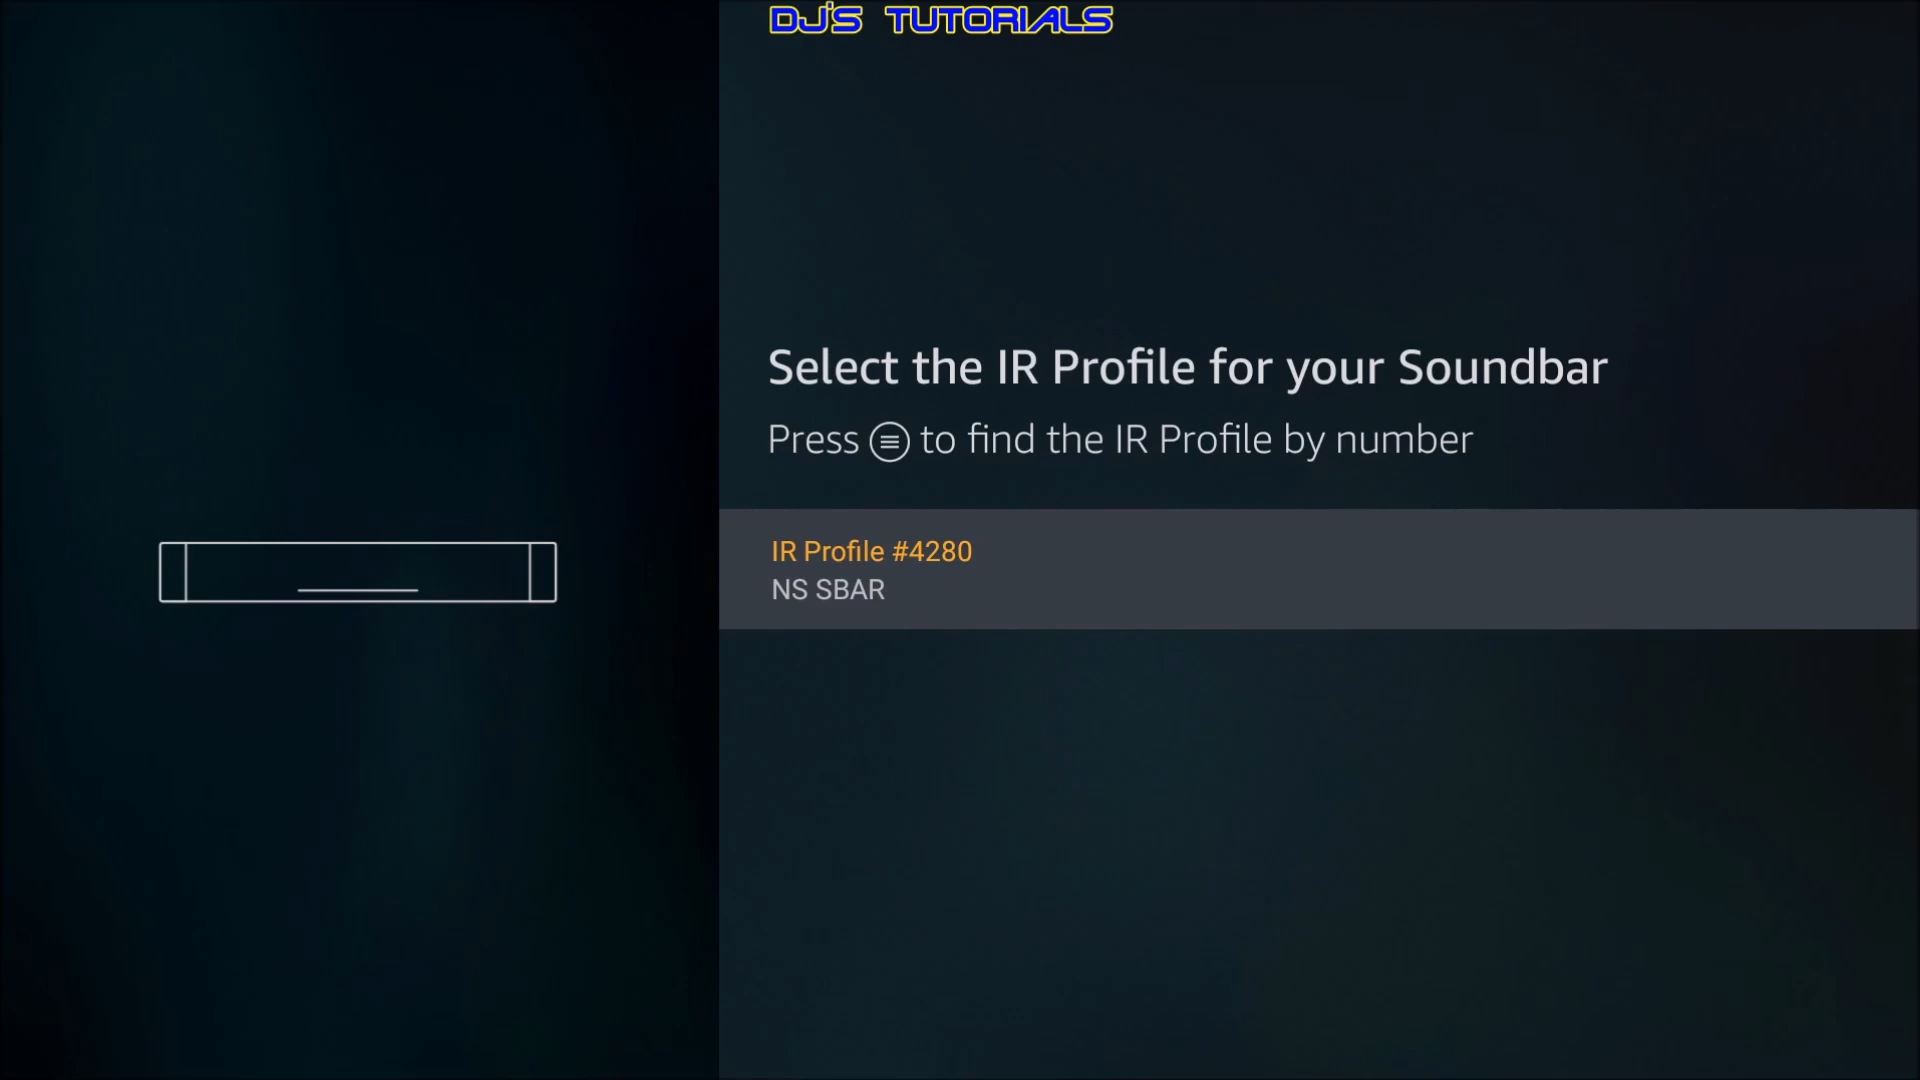 DJ'S TUTORIALS
Select the IR Profile for your Soundbar
Press to find the IR Profile by number
IR Profile #4280
NS SBAR